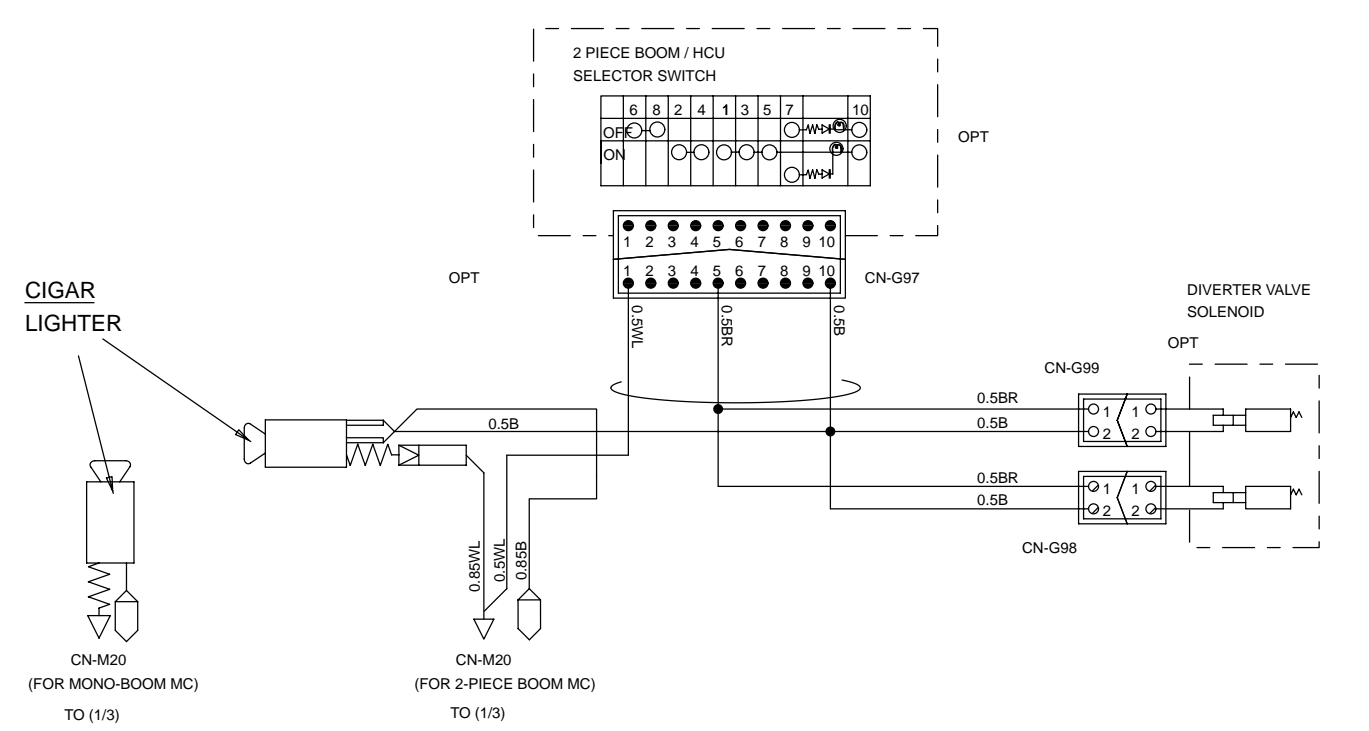 2 PIECE BOOM / HCU
SELECTOR SWITCH
6 8 2 4 1 3 5 7 10
OFF
ON
OPT
1 2 3 4 5 6 7 8 9 10
1 2 3 4 5 6 7 8 9 10
OPT
CN-G97
CIGAR
LIGHTER
DIVERTER VALVE
SOLENOID
OPT
0.5WL
0.5BR
0.5B
CN-G99
0.5BR
1 1
0.5B
0.5B
2 2
0.5BR
1 1
0.5B
2 2
CN-G98
0.85WL
0.5WL
0.85B
CN-M20
(FOR MONO-BOOM MC)
TO (1/3)
CN-M20
(FOR 2-PIECE BOOM MC)
TO (1/3)